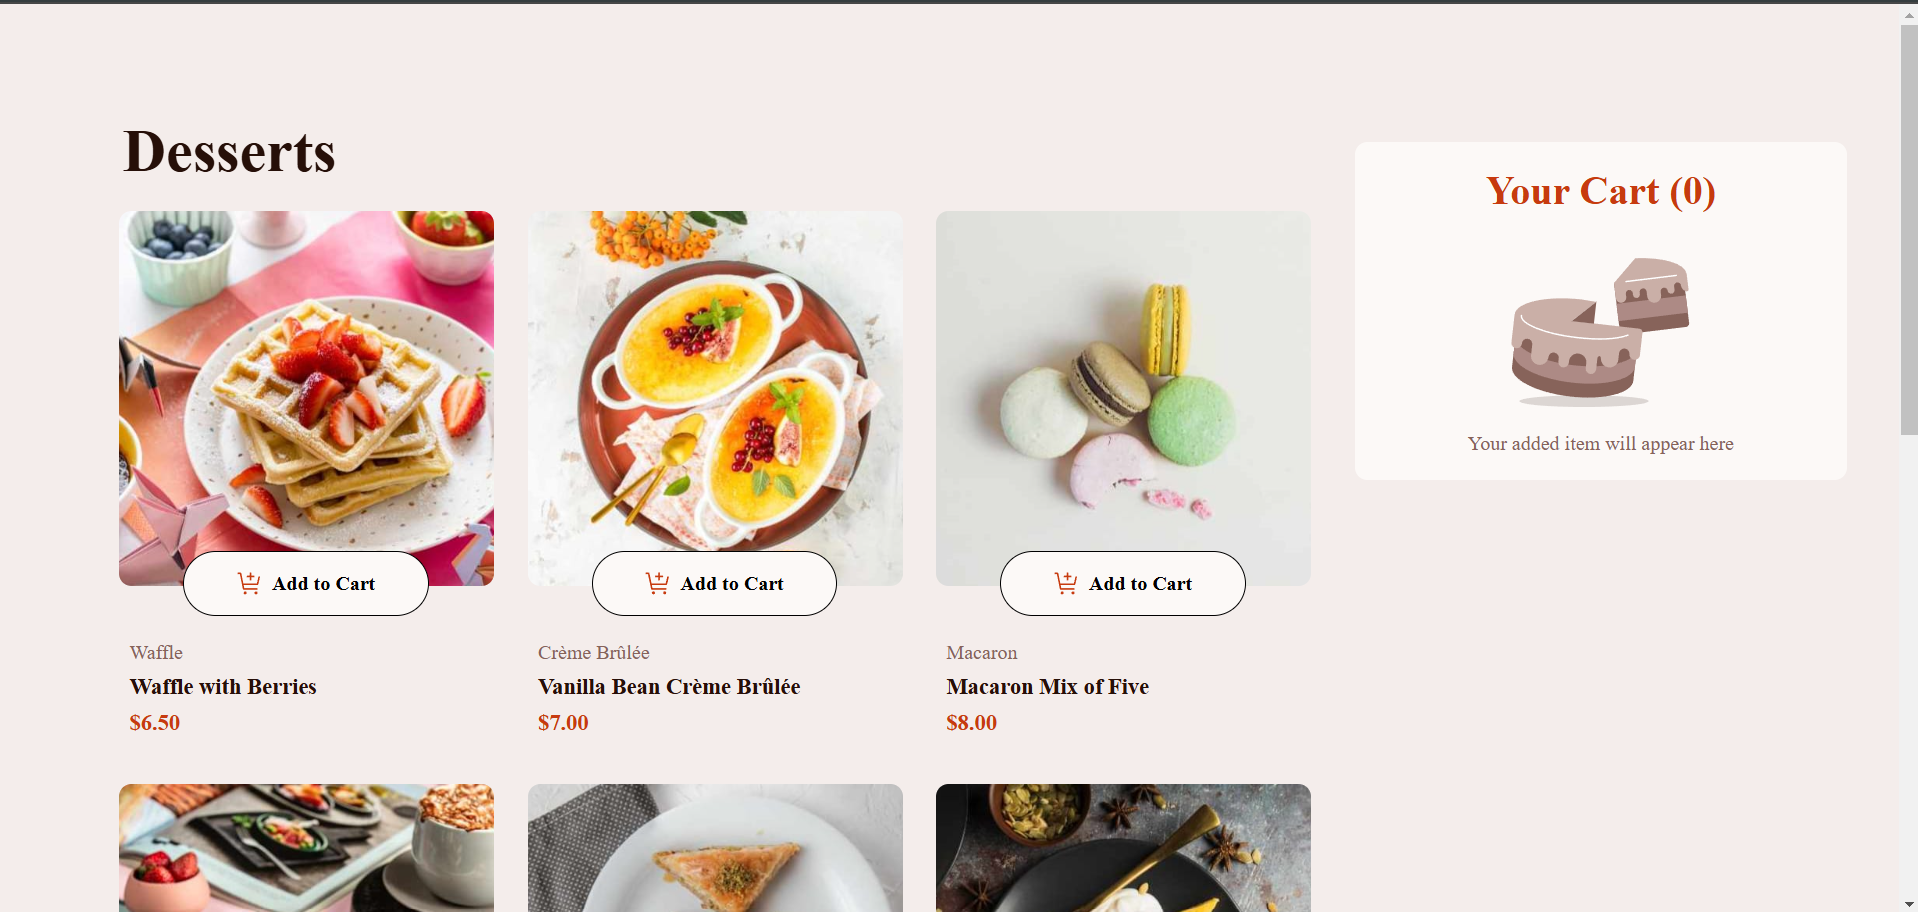 Desserts
Your Cart (0)
Your added item will appear here
Add to Cart
Add to Cart
Add to Cart
Waffle
Waffle with Berries
$6.50
Crème Brûlée
Vanilla Bean Crème Brûlée
$7.00
Macaron
Macaron Mix of Five
$8.00